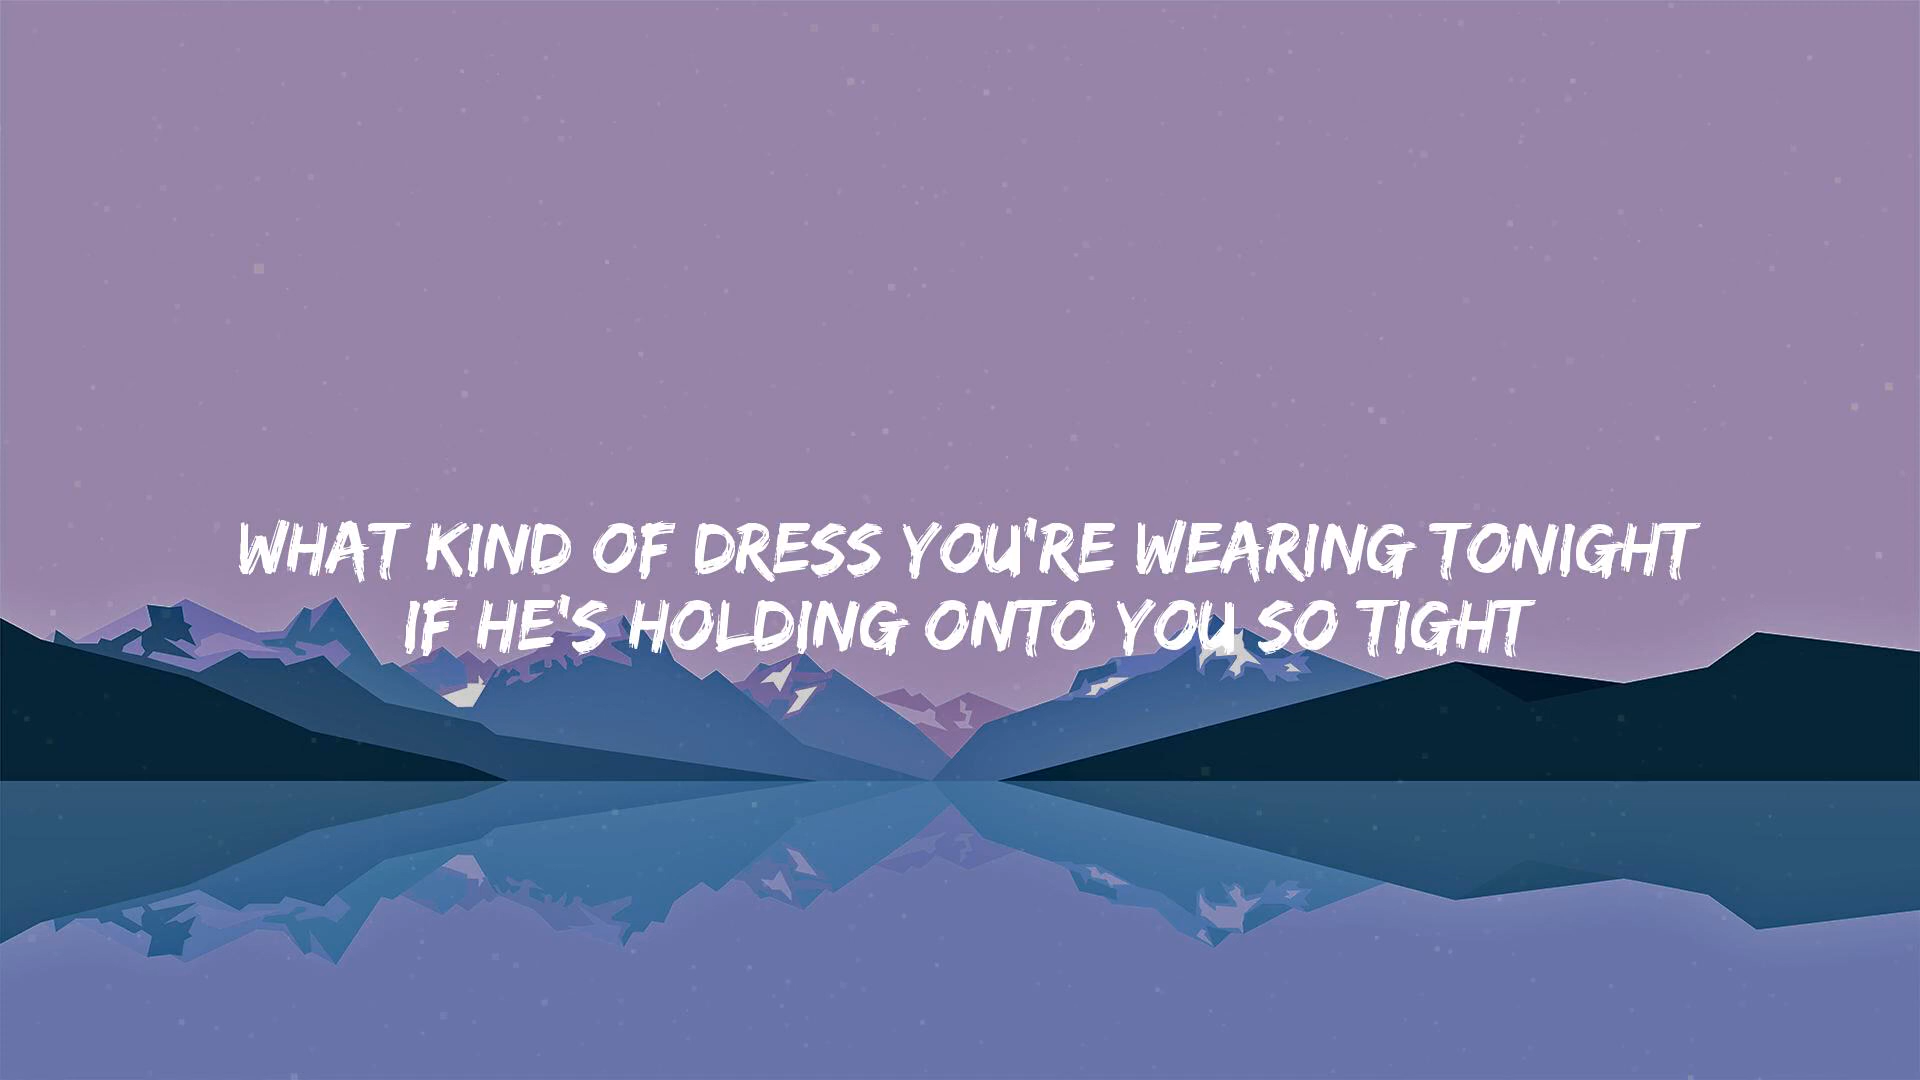 WHAT KIND OF DRESS YOU'RE WEARING TONIGHT
IF HE'S HOLDING ONTO YOU SO TIGHT